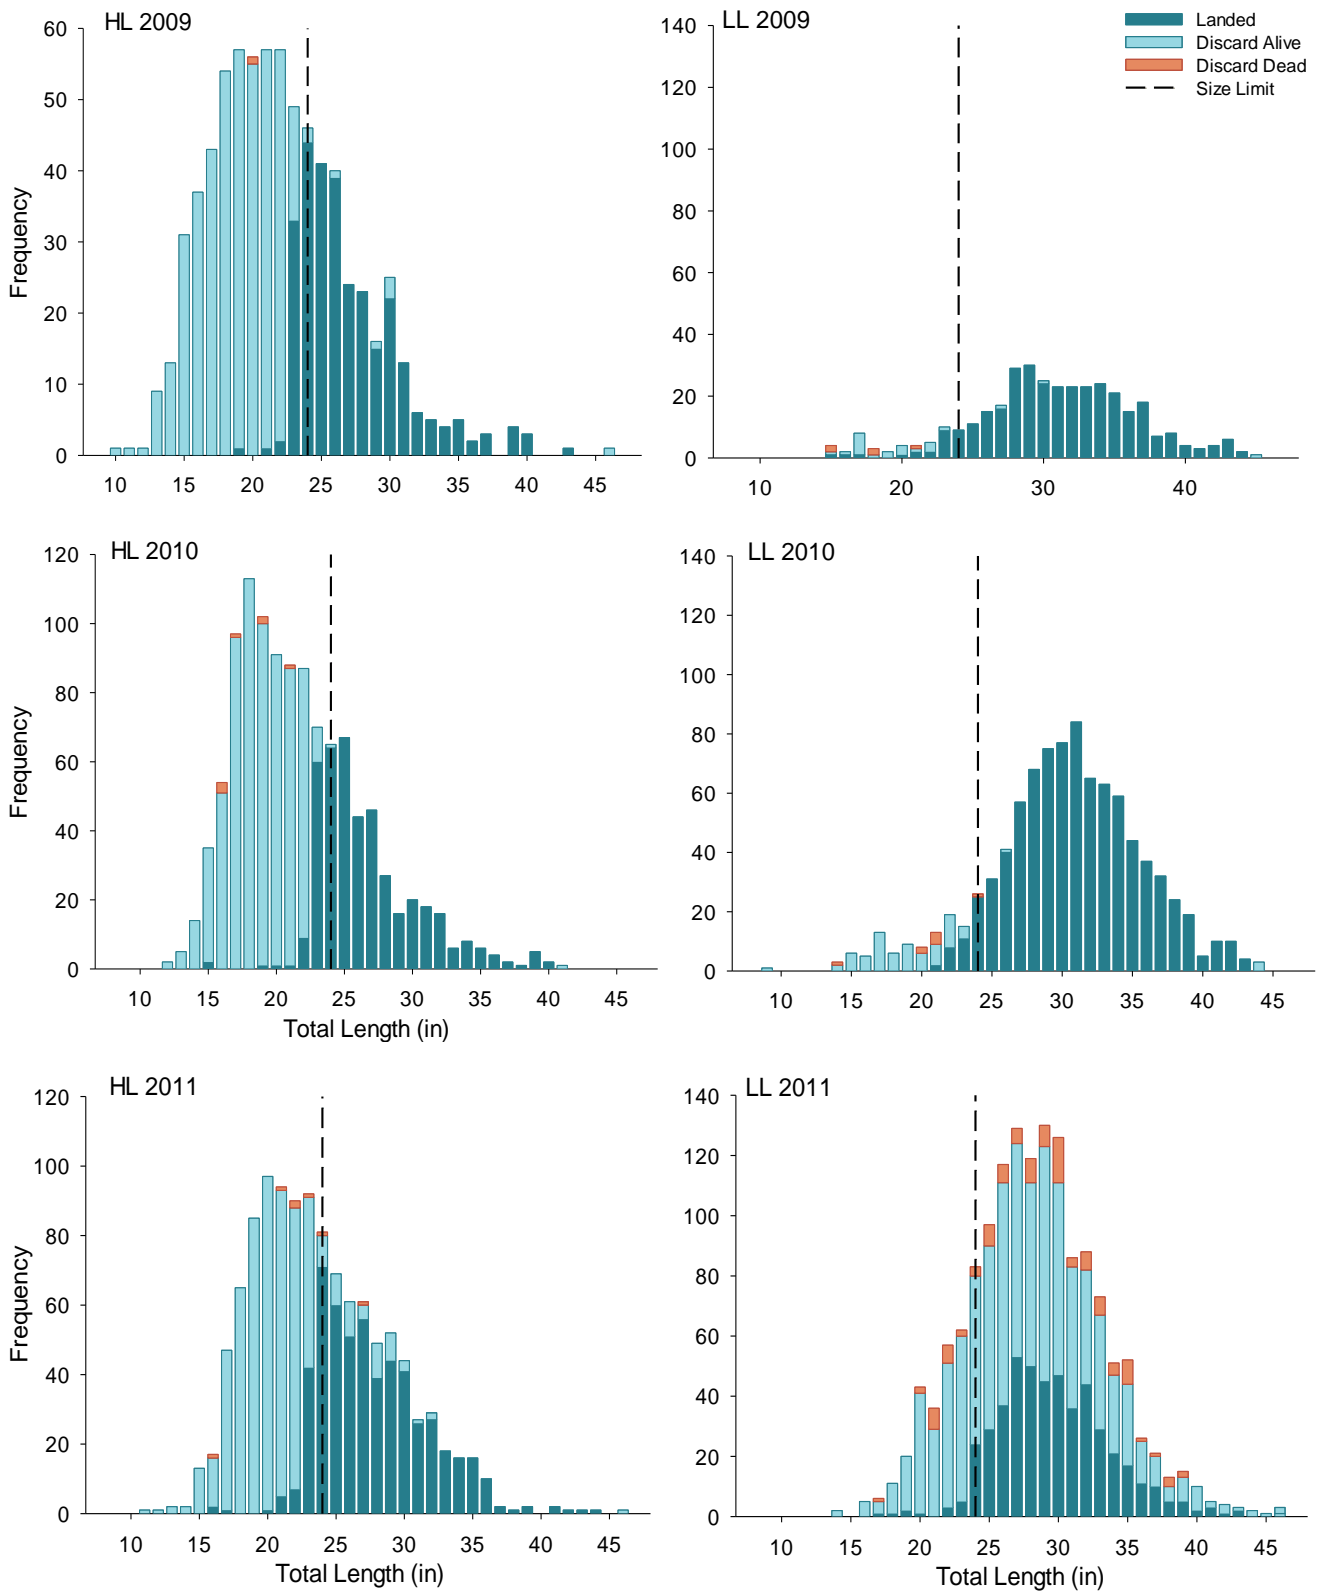 HL 2009
60
50
40
30
20
10
0
Frequency
10 15 20 25 30 35 40 45
LL 2009
140
120
100
80
60
40
20
0
10 20 30 40
Landed
Discard Alive
Discard Dead
Size Limit
HL 2010
120
100
80
60
40
20
0
Frequency
10 15 20 25 30 35 40 45
Total Length (in)
LL 2010
140
120
100
80
60
40
20
0
10 15 20 25 30 35 40 45
HL 2011
120
100
80
60
40
20
0
Frequency
10 15 20 25 30 35 40 45
Total Length (in)
LL 2011
140
120
100
80
60
40
20
0
10 15 20 25 30 35 40 45
Total Length (in)